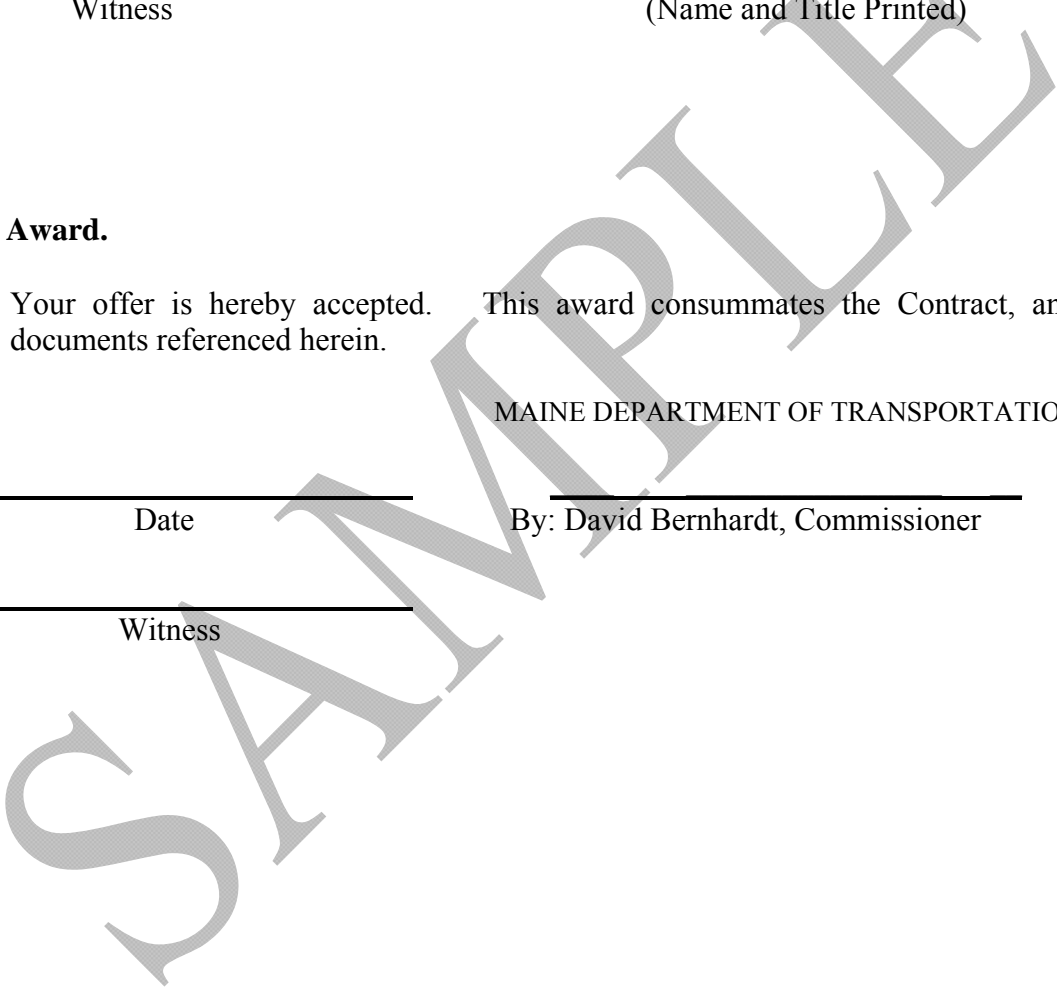 Witness (Name and Title Printed)
Award.
Your offer is hereby accepted. This award consummates the Contract, an
documents referenced herein.
MAINE DEPARTMENT OF TRANSPORTATIO
Date By: David Bernhardt, Commissioner
Witness
SAMPLE